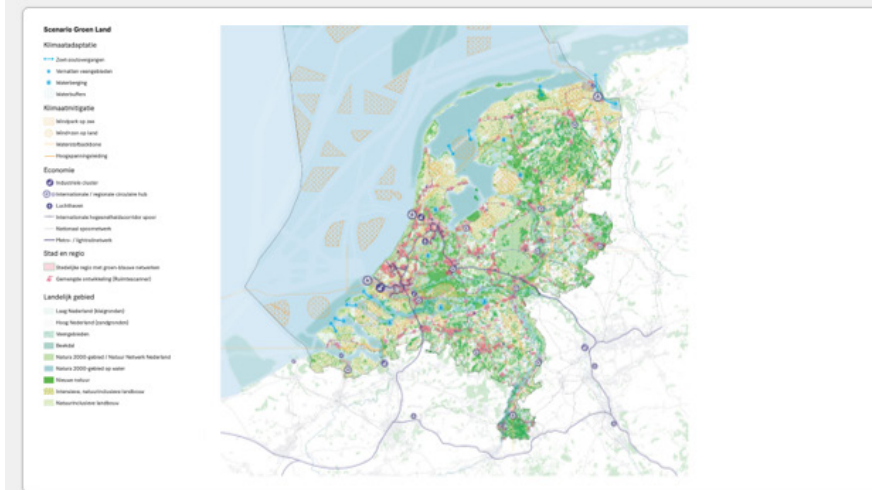 Scenario Groen Land
Klimaatadaptatie
Zoet-zoutovergangen
Vernatten veengebieden
Waterberging
Waterbuffers
Klimaatmitigatie
Windpark op zee
Windmolen op land
Waterstofbackbone
Hoogspanningsleiding
Economie
Industriële cluster
Internationale / regionale circulaire hub
Luchthaven
Internationale hogesnelheidscorridor spoor
Nationaal spoornetwerk
Metro- / lightrailnetwerk
Stad en regio
Stedelijke regio met groen-blauwe netwerken
Gemengde ontwikkeling (Ruimtescanner)
Landelijk gebied
Laag Nederland (kleigronden)
Hoog Nederland (zandgronden)
Veengebieden
Beekdal
Natura 2000-gebied / Natuur Netwerk Nederland
Natura 2000-gebied op water
Nieuwe natuur
Intensieve, natuurinclusieve landbouw
Natuurinclusieve landbouw